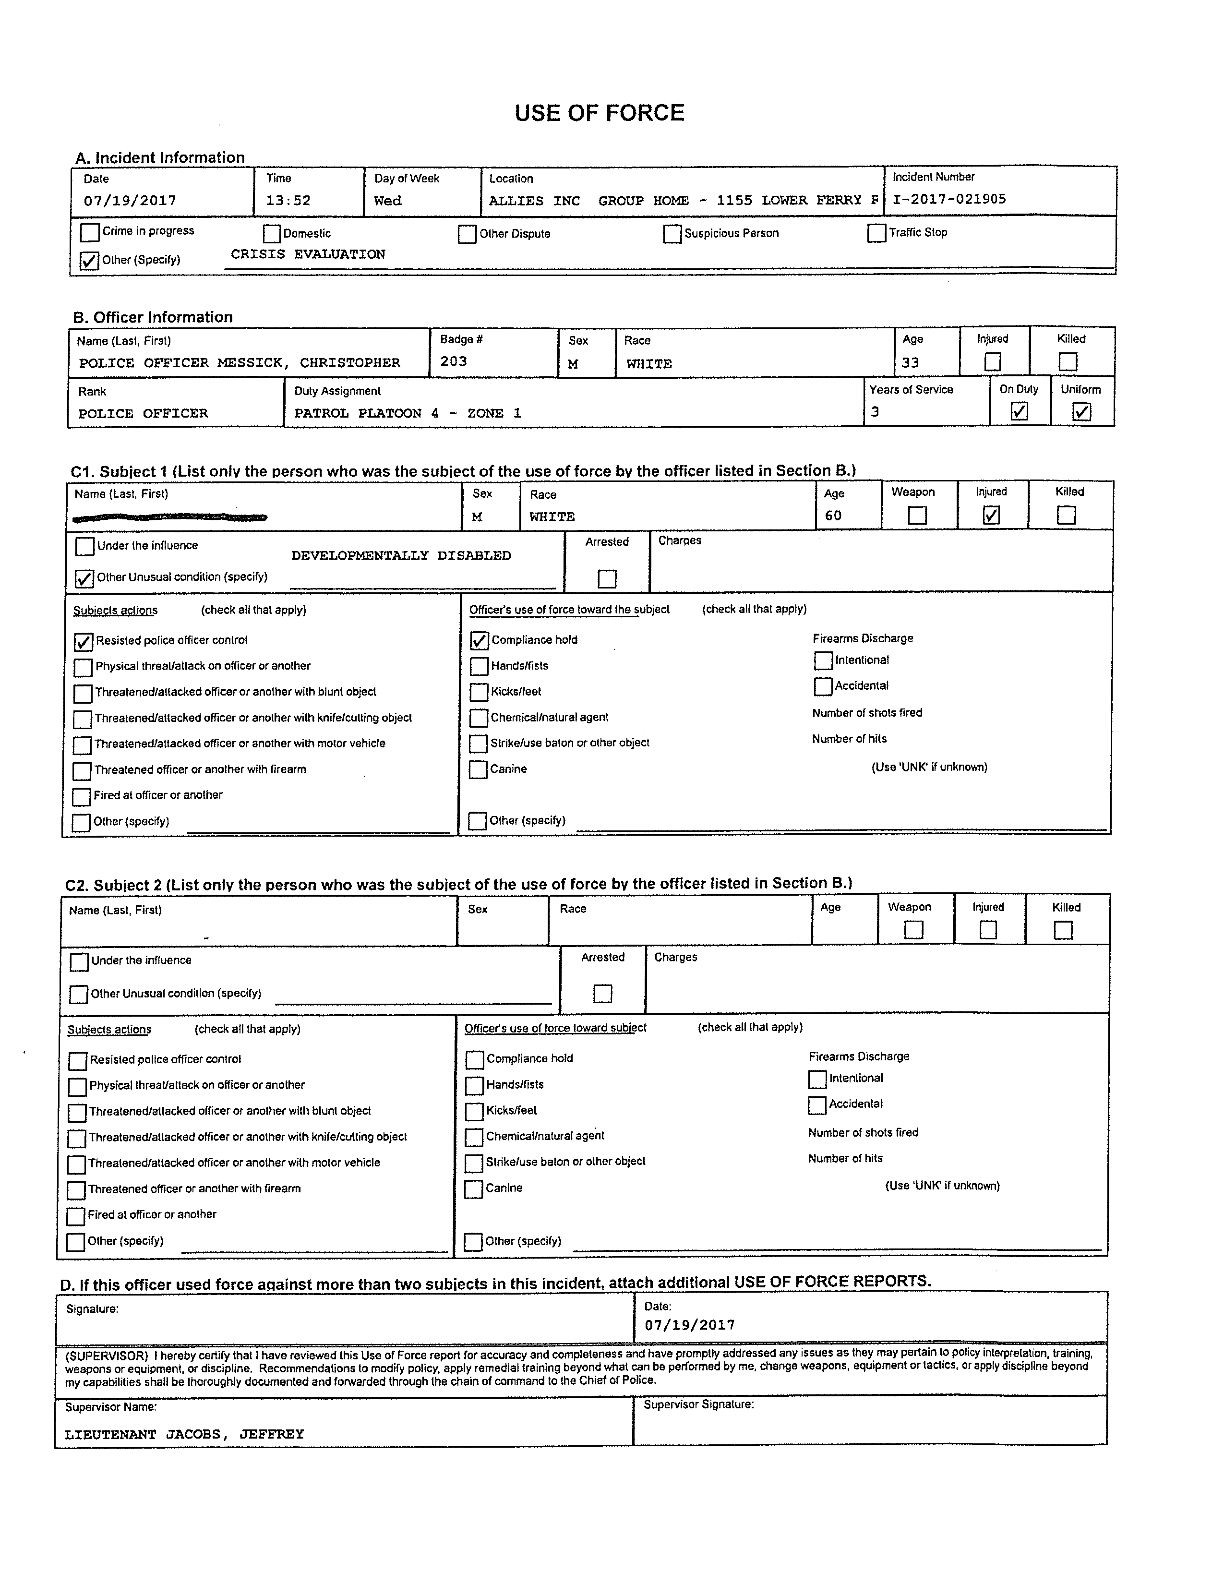 USE OF FORCE
A. Incident Information
Date Time Day of Week Location Incident Number
07/19/2017 13:52 Wed ALLIES INC GROUP HOME - 1155 LOWER FERRY I-2017-021905
Crime in progress Domestic Other Dispute Suspicious Person Traffic Stop
Other (Specify) CRISIS EVALUATION
B. Officer Information
Name (Last, First) Badge # Sex Race Age Injured Killed
POLICE OFFICER MESSICK, CHRISTOPHER 203 M WHITE 33
Rank Duty Assignment Years of Service On Duty Uniform
POLICE OFFICER PATROL PLATOON 4 - ZONE 1 3
C1. Subject 1 (List only the person who was the subject of the use of force by the officer listed in Section B.)
Name (Last, First) Sex Race Age Weapon Injured Killed
M WHITE 60
Under the influence Arrested Charges
DEVELOPMENTALLY DISABLED
Other Unusual condition (specify)
Subjects actions (check all that apply) Officer's use of force toward the subject (check all that apply)
Resisted police officer control Compliance hold Firearms Discharge
Physical threat/attack on officer or another Hands/fists Intentional
Threatened/attacked officer or another with blunt object Kicks/feet Accidental
Threatened/attacked officer or another with knife/cutting object Chemical/natural agent Number of shots fired
Threatened/attacked officer or another with motor vehicle Strike/use baton or other object Number of hits
Threatened officer or another with firearm Canine (Use 'UNK' if unknown)
Fired at officer or another
Other (specify) Other (specify)
C2. Subject 2 (List only the person who was the subject of the use of force by the officer listed in Section B.)
Name (Last, First) Sex Race Age Weapon Injured Killed
Under the influence Arrested Charges
Other Unusual condition (specify)
Subjects actions (check all that apply) Officer's use of force toward subject (check all that apply)
Resisted police officer control Compliance hold Firearms Discharge
Physical threat/attack on officer or another Hands/fists Intentional
Threatened/attacked officer or another with blunt object Kicks/feet Accidental
Threatened/attacked officer or another with knife/cutting object Chemical/natural agent Number of shots fired
Threatened/attacked officer or another with motor vehicle Strike/use baton or other object Number of hits
Threatened officer or another with firearm Canine (Use 'UNK' if unknown)
Fired at officer or another
Other (specify) Other (specify)
D. If this officer used force against more than two subjects in this incident, attach additional USE OF FORCE REPORTS.
Signature: Date:
07/19/2017
(SUPERVISOR) I hereby certify that I have reviewed this Use of Force report for accuracy and completeness and have promptly addressed any issues as they may pertain to policy interpretation, training,
weapons or equipment, or discipline. Recommendations to modify policy, apply remedial training beyond what can be performed by me, change weapons, equipment or tactics, or apply discipline beyond
my capabilities shall be thoroughly documented and forwarded through the chain of command to the Chief of Police.
Supervisor Name: Supervisor Signature:
LIEUTENANT JACOBS, JEFFREY